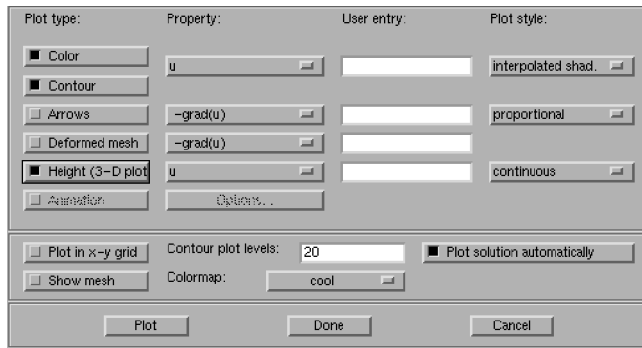 Plot type: Property: User entry: Plot style:
Color
u interpolated shad.
Contour
Arrows -grad(u) proportional
Deformed mesh -grad(u)
Height (3-D plot u continuous
Animation Options...
Plot in x-y grid Contour plot levels: 20 Plot solution automatically
Show mesh Colormap: cool
Plot Done Cancel